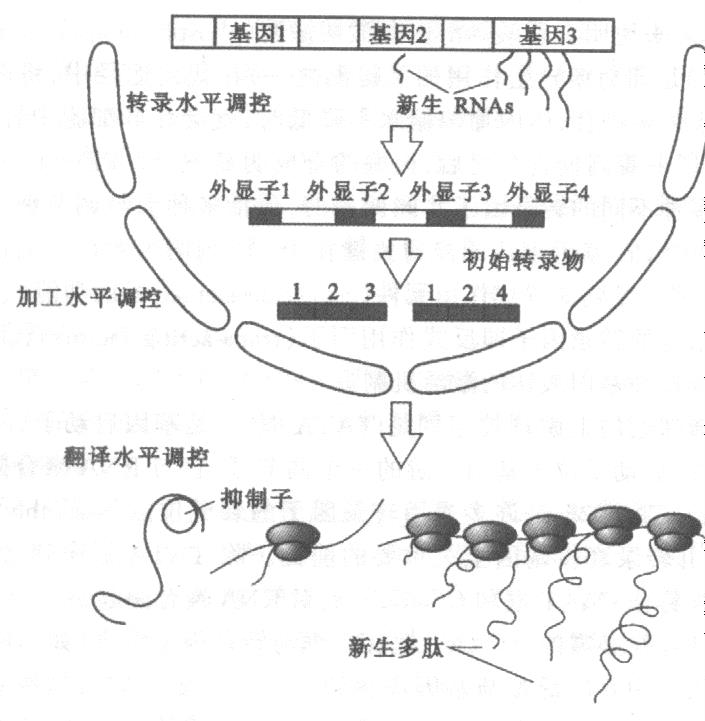 基因1 基因2 基因3
转录水平调控
新生 RNAs
外显子1 外显子2 外显子3 外显子4
初始转录物
加工水平调控
1 2 3 1 2 4
翻译水平调控
抑制子
新生多肽